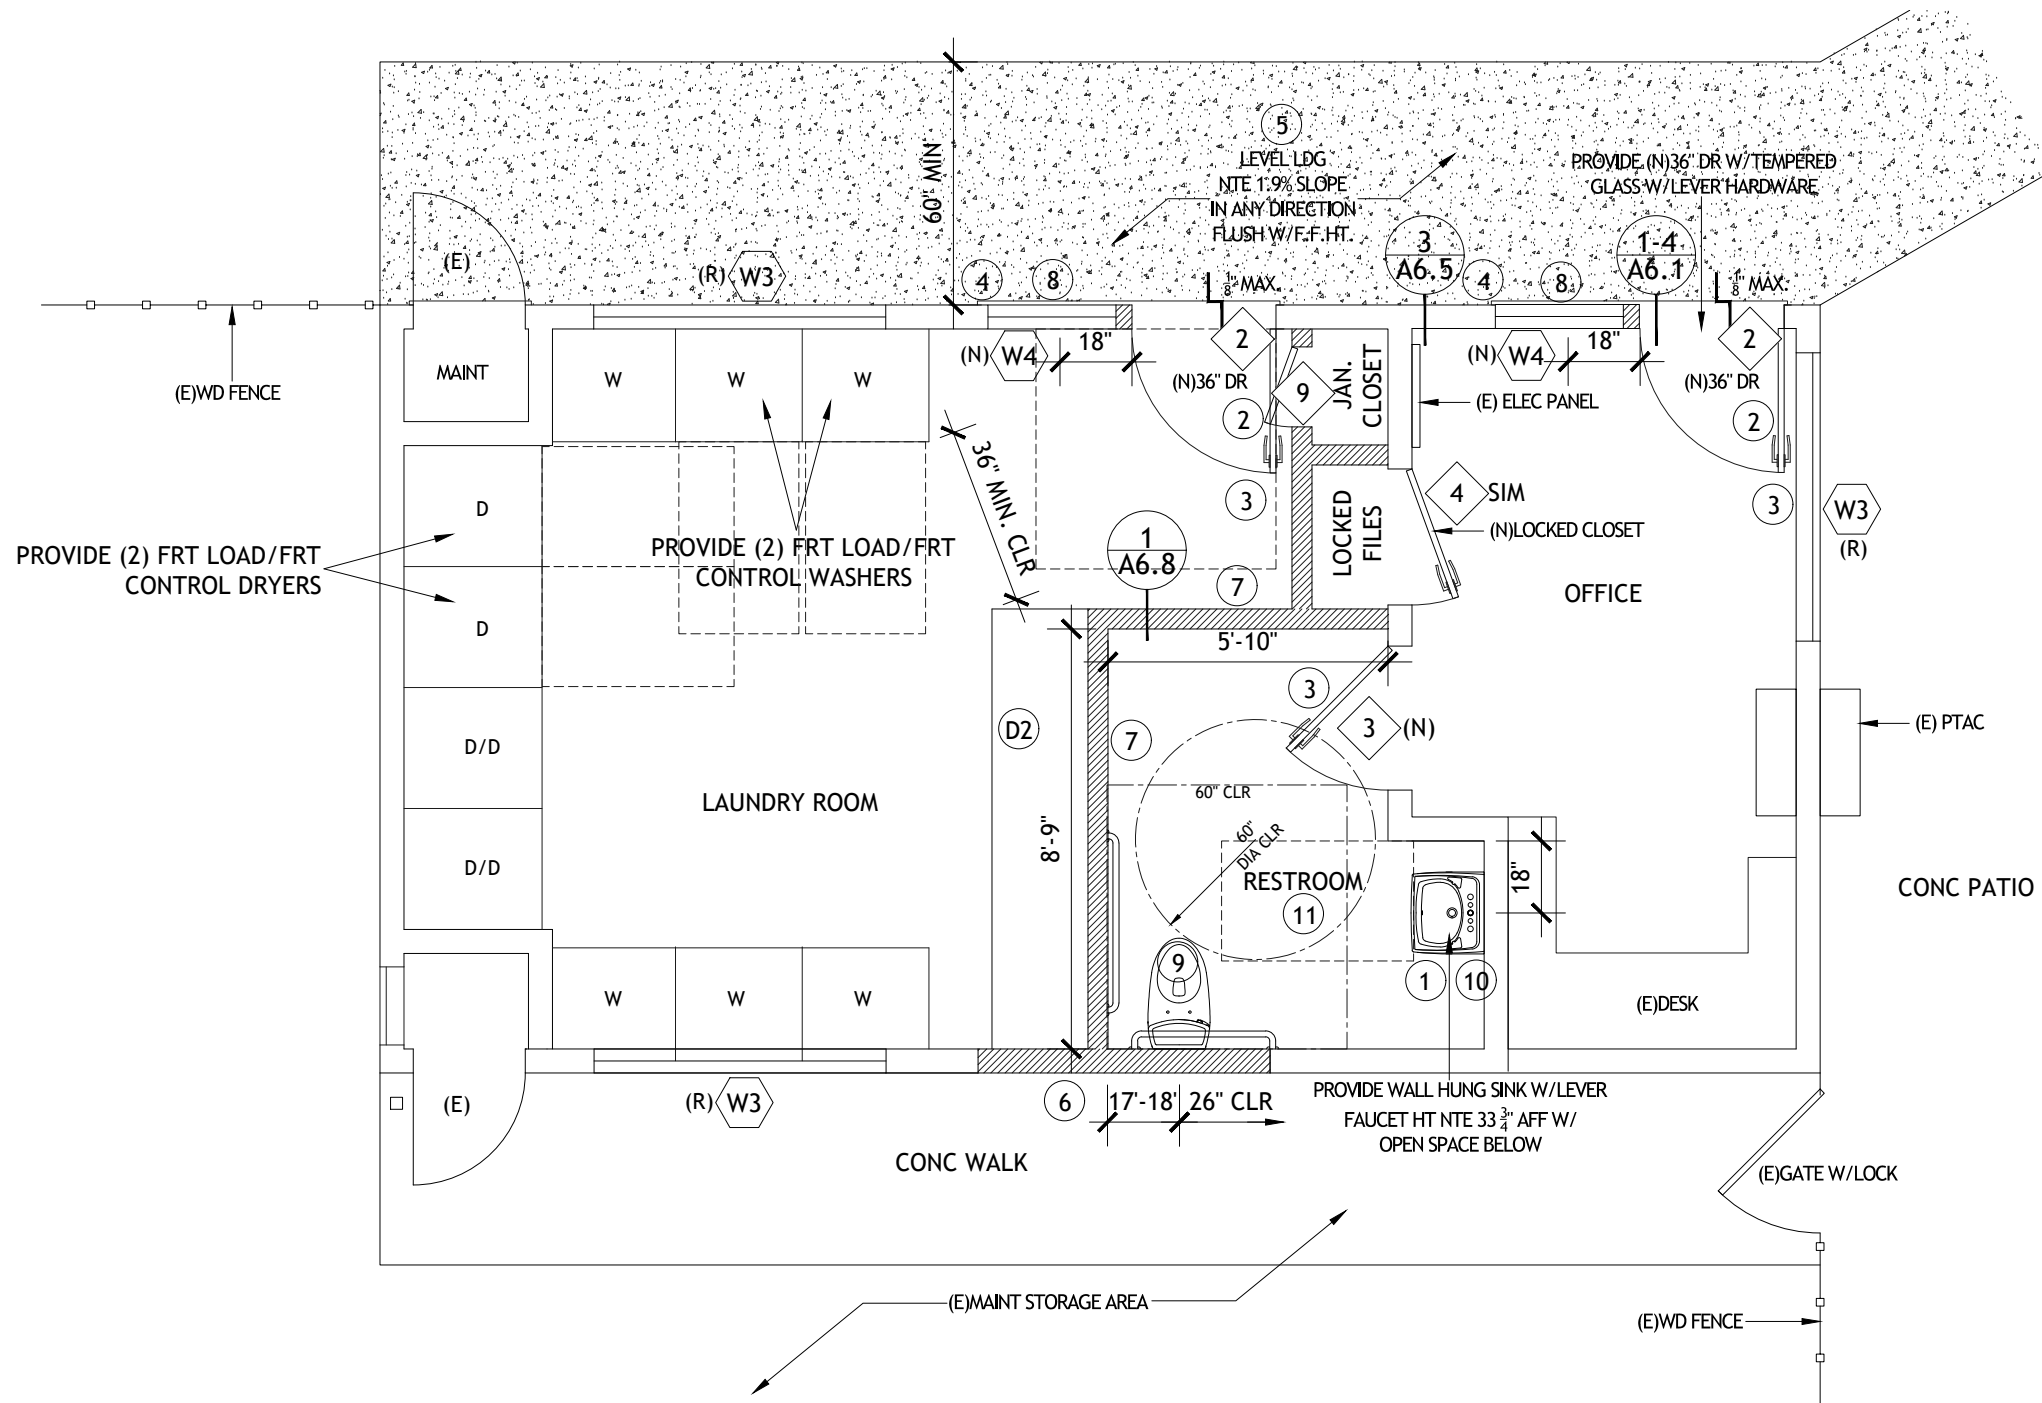 5
LEVEL LDG
NTE 1.9% SLOPE
IN ANY DIRECTION
FLUSH W/F.F HT.
60" MIN
PROVIDE (N)36" DR W/TEMPERED
GLASS W/LEVER HARDWARE
3
A6.5
1-4
A6.1
(E)
(R) W3
4
8
1/8" MAX.
4
8
1/8" MAX.
(E)WD FENCE
MAINT
W
W
W
(N) W4
18"
2
(N)36" DR
2
9
JAN.
CLOSET
(E) ELEC PANEL
(N) W4
18"
2
(N)36" DR
2
36" MIN. CLR
3
LOCKED
FILES
4 SIM
(N)LOCKED CLOSET
3
W3
(R)
D
D
PROVIDE (2) FRT LOAD/FRT
CONTROL DRYERS
PROVIDE (2) FRT LOAD/FRT
CONTROL WASHERS
1
A6.8
7
OFFICE
5'-10"
3
3 (N)
D/D
D2
7
(E) PTAC
LAUNDRY ROOM
60" CLR
60"
DIA CLR
8'-9"
D/D
RESTROOM
11
18"
CONC PATIO
9
1
10
W
W
W
(E)DESK
(E)
(R) W3
6
17'-18'
26" CLR
PROVIDE WALL HUNG SINK W/LEVER
FAUCET HT NTE 33 3/4" AFF W/
OPEN SPACE BELOW
CONC WALK
(E)GATE W/LOCK
(E)MAINT STORAGE AREA
(E)WD FENCE